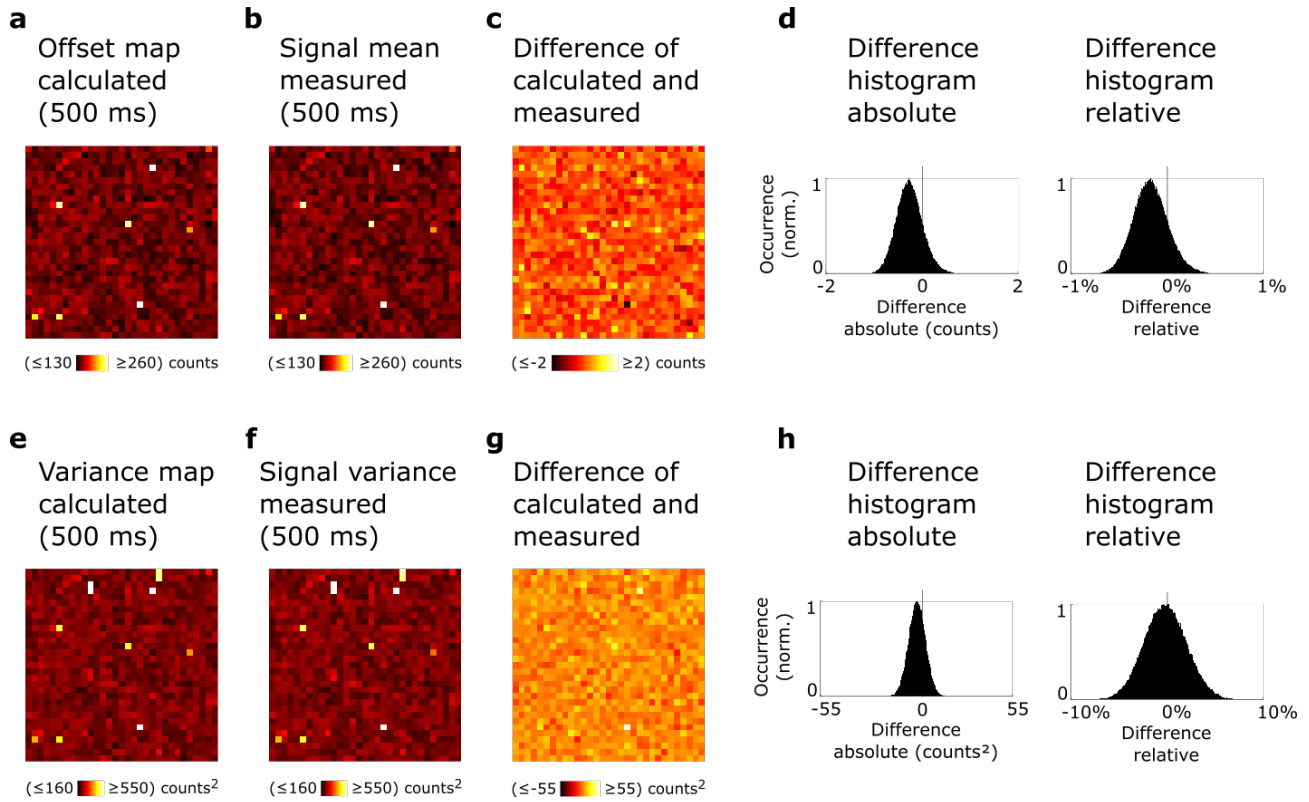 a
Offset map
calculated
(500 ms)
(≤130 ≥260) counts
b
Signal mean
measured
(500 ms)
(≤130 ≥260) counts
c
Difference of
calculated and
measured
(≤-2 ≥2) counts
d
Difference
histogram
absolute
Occurrence
(norm.)
1
0
-2 0 2
Difference
absolute (counts)
Difference
histogram
relative
1
0
-1% 0% 1%
Difference
relative
e
Variance map
calculated
(500 ms)
(≤160 ≥550) counts²
f
Signal variance
measured
(500 ms)
(≤160 ≥550) counts²
g
Difference of
calculated and
measured
(≤-55 ≥55) counts²
h
Difference
histogram
absolute
Occurrence
(norm.)
1
0
-55 0 55
Difference
absolute (counts²)
Difference
histogram
relative
1
0
-10% 0% 10%
Difference
relative